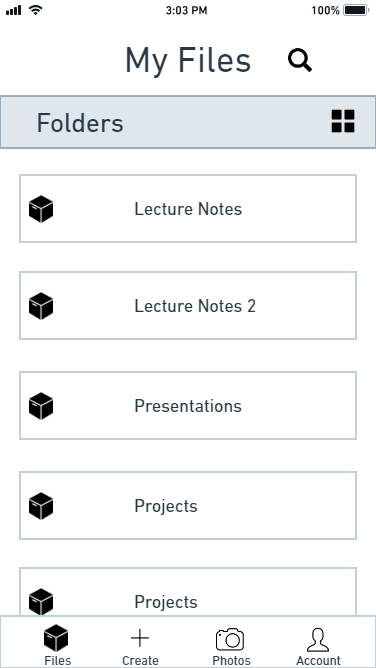 3:03 PM 100%
My Files
Folders
Lecture Notes
Lecture Notes 2
Presentations
Projects
Projects
Files Create Photos Account